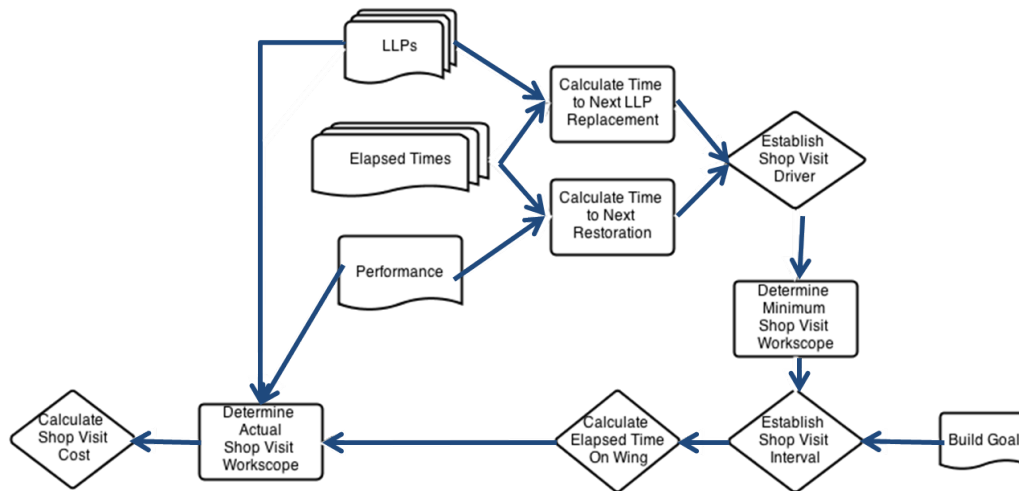 LLPs
Calculate Time
to Next LLP
Replacement
Elapsed Times
Establish
Shop Visit
Driver
Calculate Time
to Next
Restoration
Performance
Determine
Minimum
Shop Visit
Workscope
Calculate
Shop Visit
Cost
Determine
Actual
Shop Visit
Workscope
Calculate
Elapsed Time
On Wing
Establish
Shop Visit
Interval
Build Goal